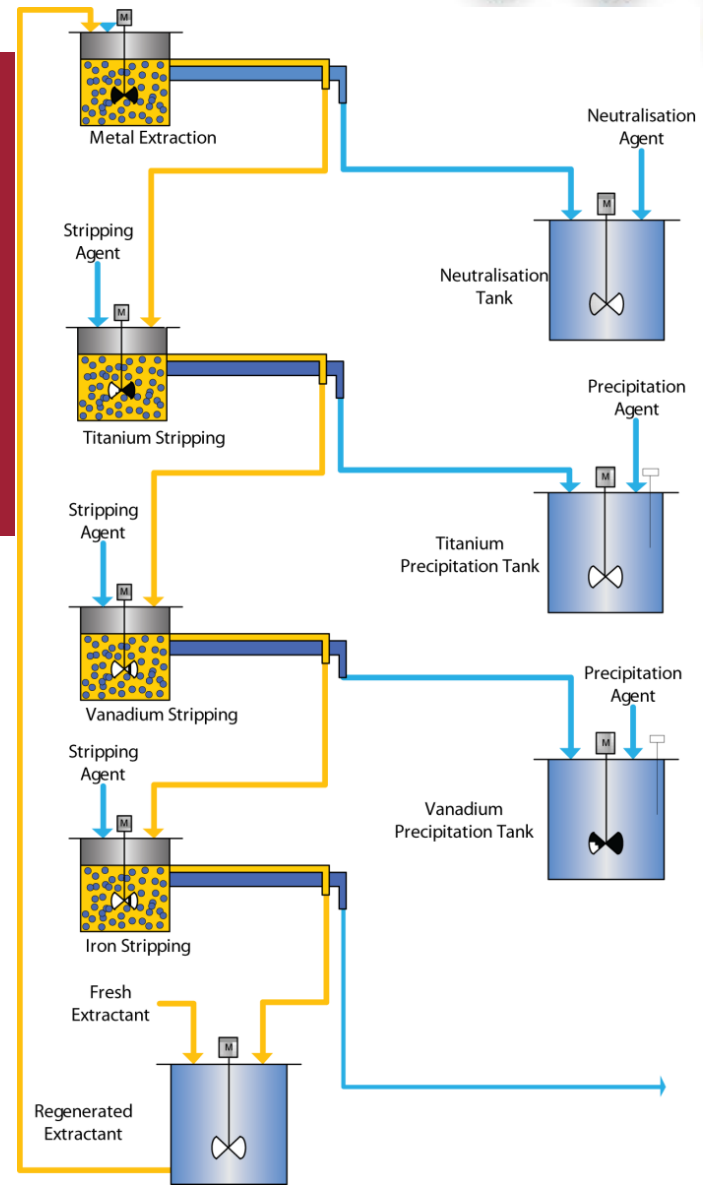 M
Metal Extraction
Neutralisation
Agent
M
Neutralisation
Tank
Stripping
Agent
M
Titanium Stripping
Precipitation
Agent
M
Titanium
Precipitation Tank
Stripping
Agent
M
Vanadium Stripping
Precipitation
Agent
M
Vanadium
Precipitation Tank
Stripping
Agent
M
Iron Stripping
Fresh
Extractant
M
Regenerated
Extractant